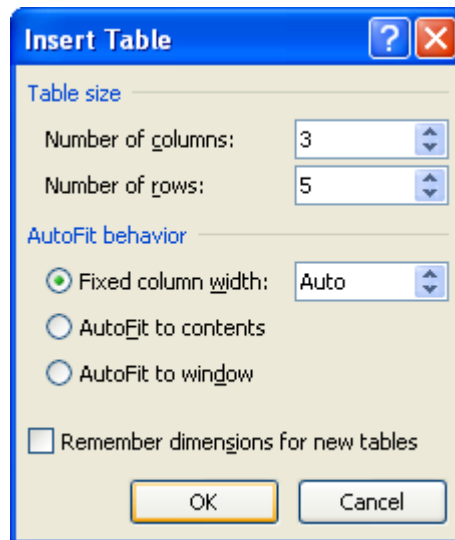 Insert Table
Table size
Number of columns: 3
Number of rows: 5
AutoFit behavior
Fixed column width: Auto
AutoFit to contents
AutoFit to window
Remember dimensions for new tables
OK Cancel